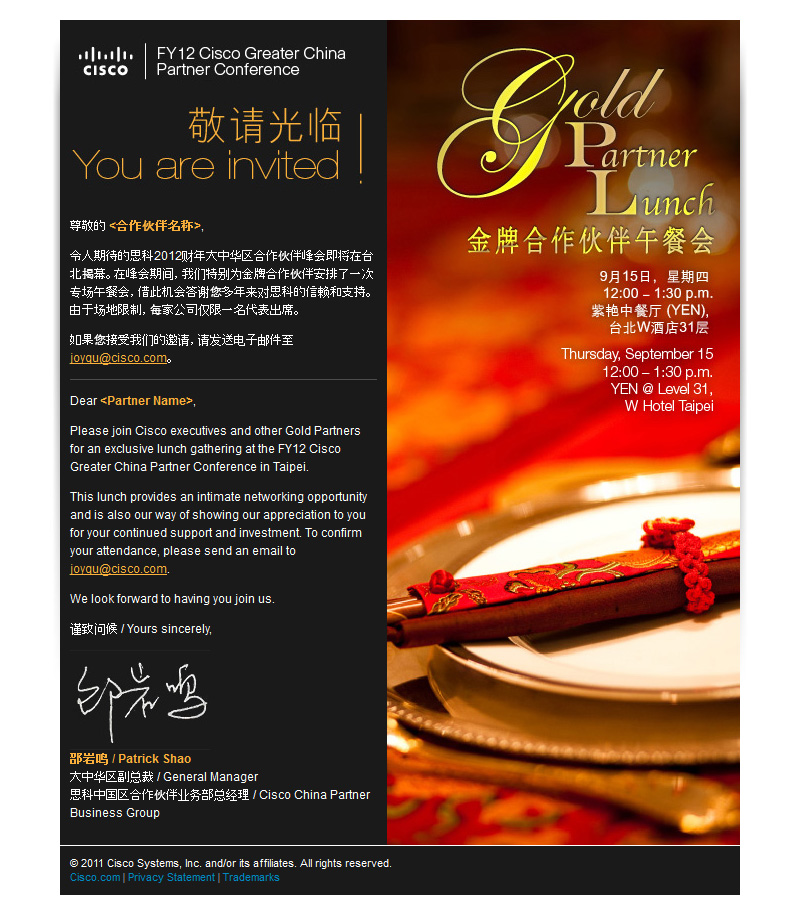 CISCO
FY12 Cisco Greater China
Partner Conference
敬请光临
You are invited !
尊敬的 <合作伙伴名称>,
令人期待的思科2012财年大中华区合作伙伴峰会即将在台
北揭幕。在峰会期间, 我们特别为金牌合作伙伴安排了一次
专场午餐会, 借此机会答谢您多年来对思科的信赖和支持。
由于场地限制, 每家公司仅限一名代表出席。
如果您接受我们的邀请, 请发送电子邮件至
joyqu@cisco.com。
Dear <Partner Name>,
Please join Cisco executives and other Gold Partners
for an exclusive lunch gathering at the FY12 Cisco
Greater China Partner Conference in Taipei.
This lunch provides an intimate networking opportunity
and is also our way of showing our appreciation to you
for your continued support and investment. To confirm
your attendance, please send an email to
joyqu@cisco.com.
We look forward to having you join us.
谨致问候 / Yours sincerely,
邵岩鸣
邵岩鸣 / Patrick Shao
大中华区副总裁 / General Manager
思科中国区合作伙伴业务部总经理 / Cisco China Partner
Business Group
Gold
Partner
Lunch
金牌合作伙伴午餐会
9月15日，星期四
12:00 – 1:30 p.m.
紫艳中餐厅 (YEN),
台北W酒店31层
Thursday, September 15
12:00 – 1:30 p.m.
YEN @ Level 31,
W Hotel Taipei
© 2011 Cisco Systems, Inc. and/or its affiliates. All rights reserved.
Cisco.com | Privacy Statement | Trademarks